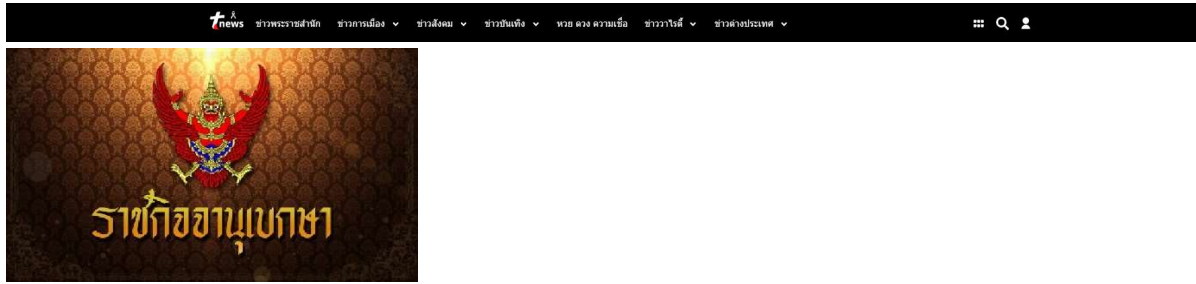 tnews ข่าวพระราชสำนัก ข่าวการเมือง ข่าวสังคม ข่าวบันเทิง หวย ดวง ความเชื่อ ข่าววาไรตี้ ข่าวต่างประเทศ
ราชกิจจานุเบกษา